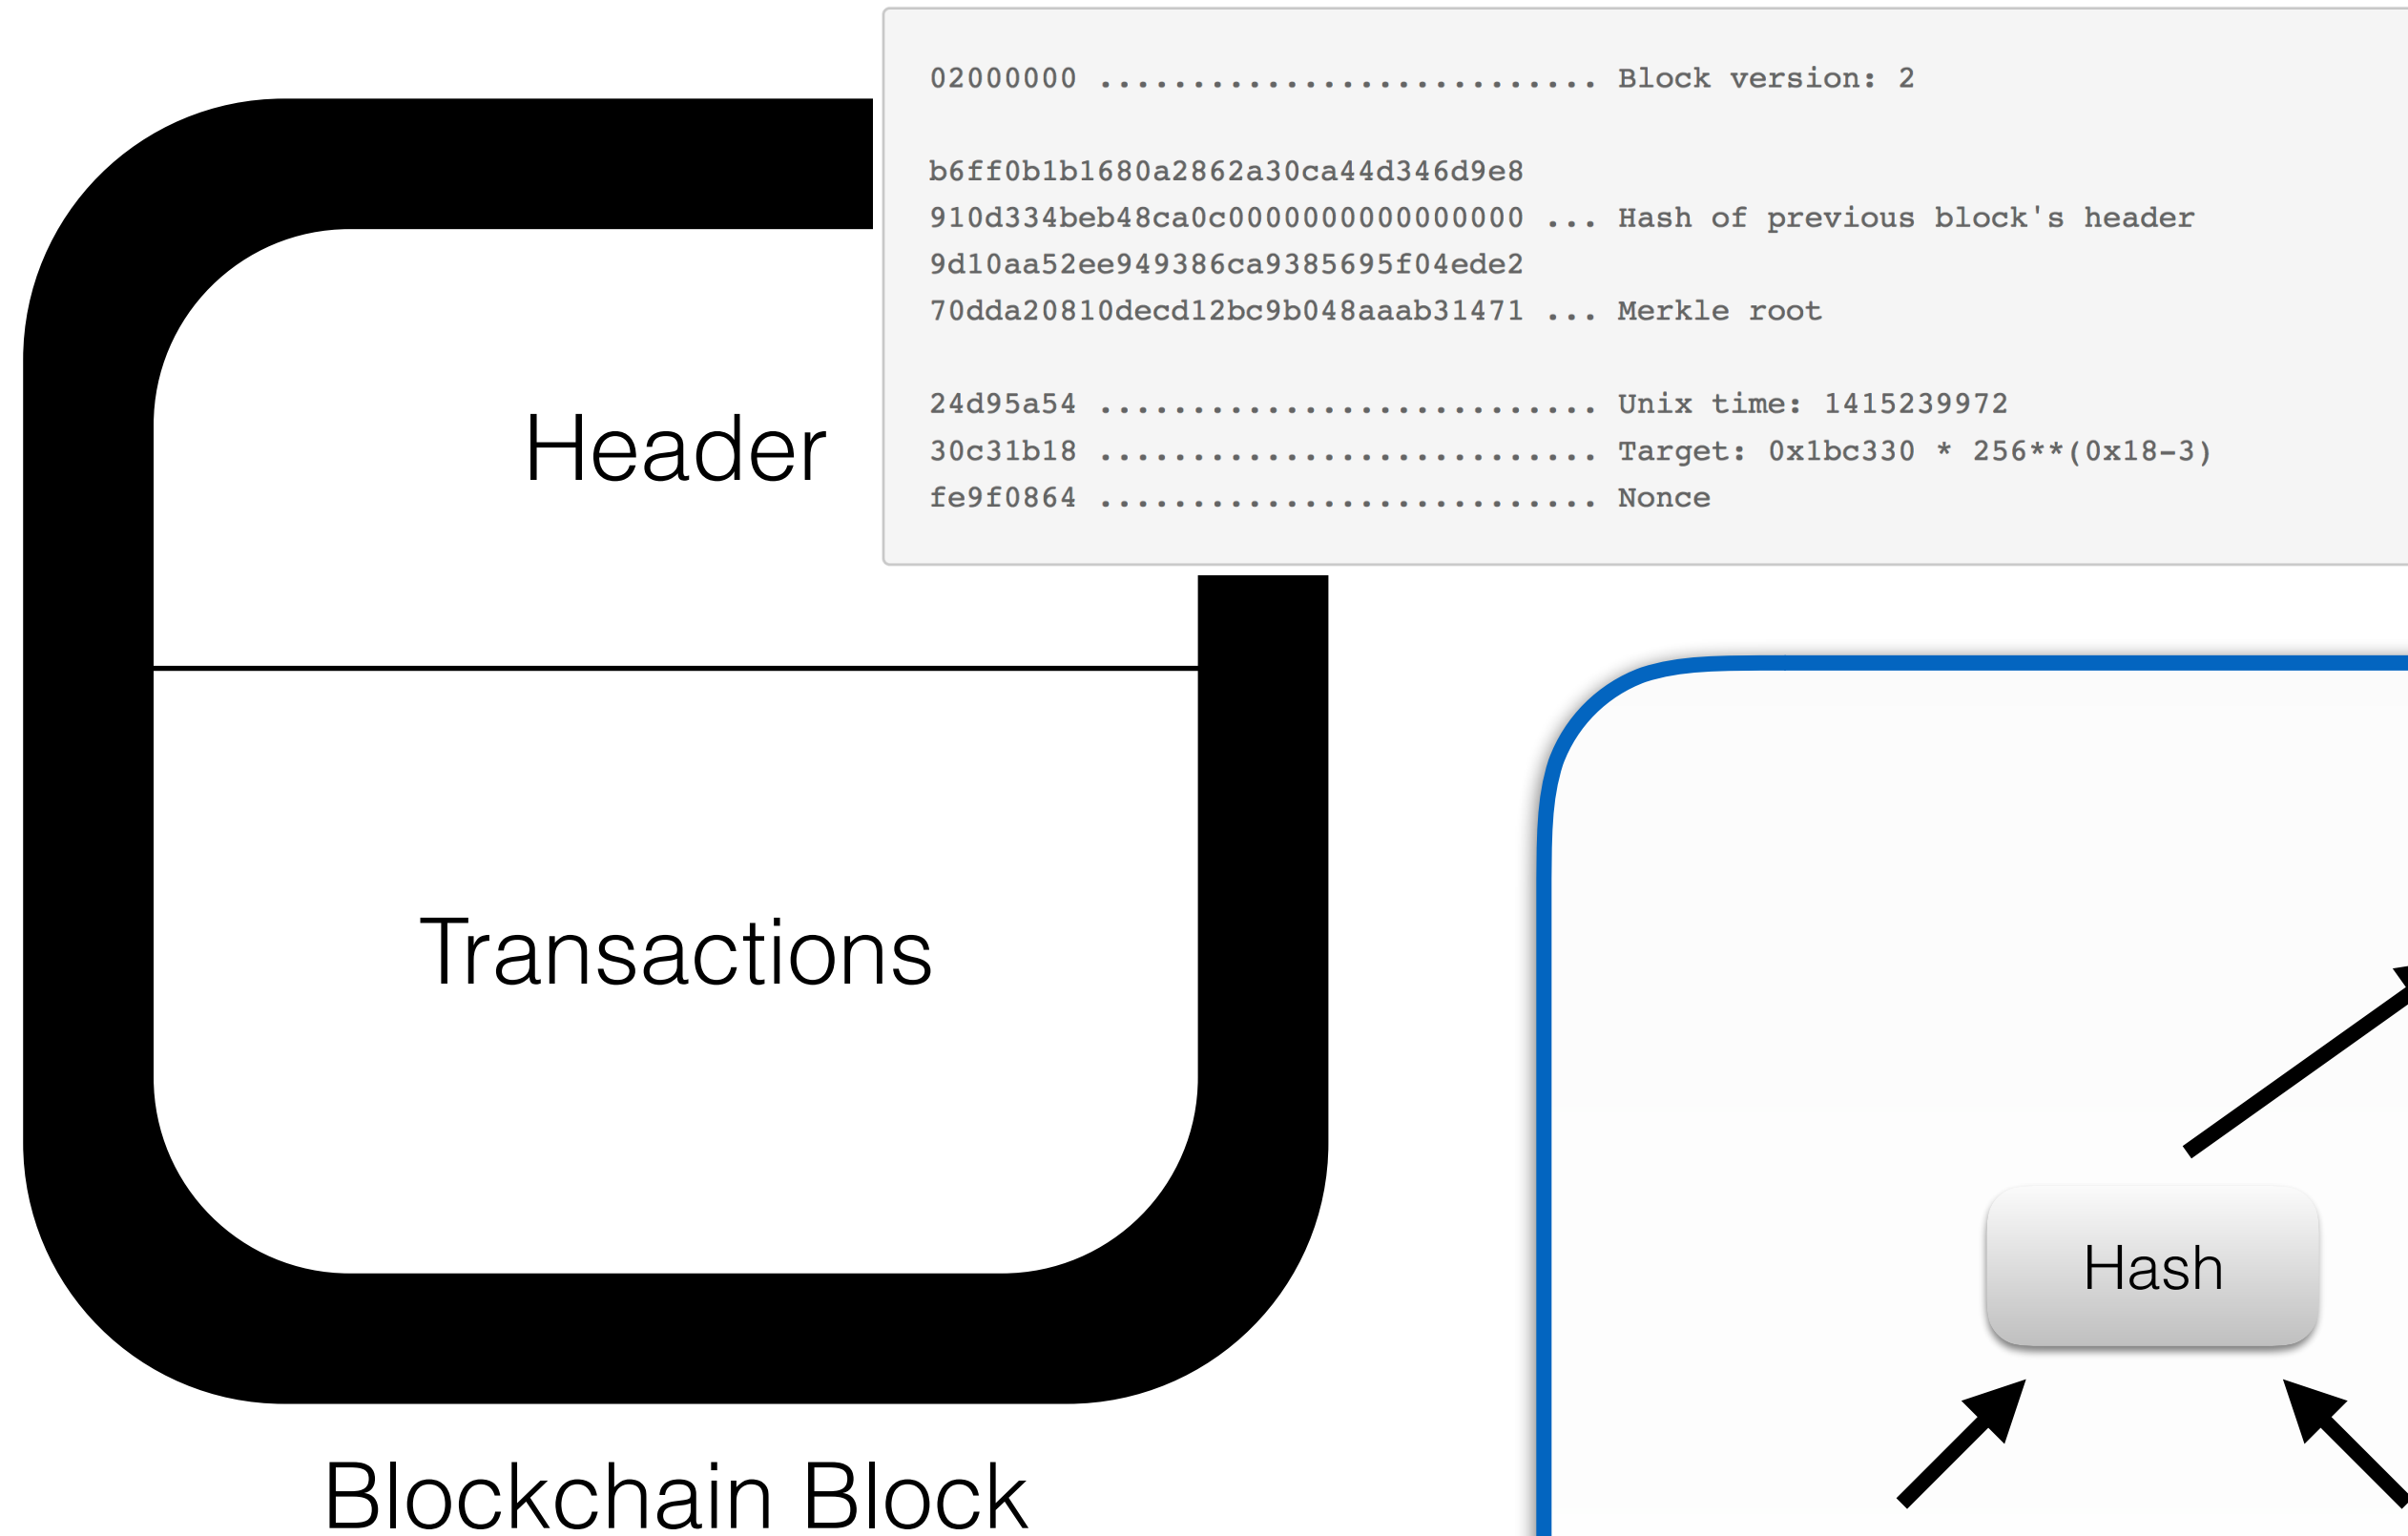 02000000 ........................... Block version: 2
b6ff0b1b1680a2862a30ca44d346d9e8
910d334beb48ca0c0000000000000000 ... Hash of previous block's header
9d10aa52ee949386ca9385695f04ede2
70dda20810decd12bc9b048aaab31471 ... Merkle root
24d95a54 ........................... Unix time: 1415239972
30c31b18 ........................... Target: 0x1bc330 * 256**(0x18-3)
fe9f0864 ........................... Nonce
Header
Transactions
Blockchain Block
Hash